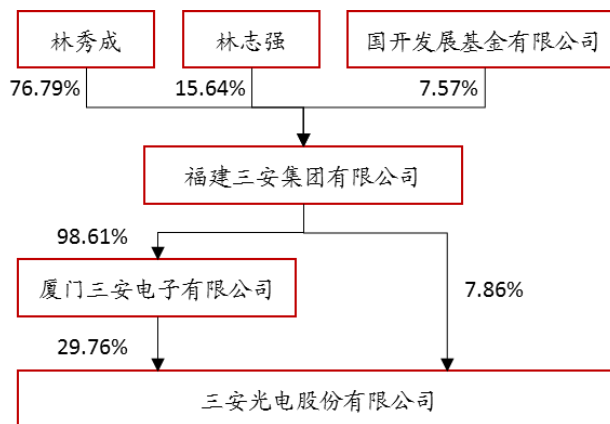 林秀成
林志强
国开发展基金有限公司
76.79%
15.64%
7.57%
福建三安集团有限公司
98.61%
厦门三安电子有限公司
7.86%
29.76%
三安光电股份有限公司